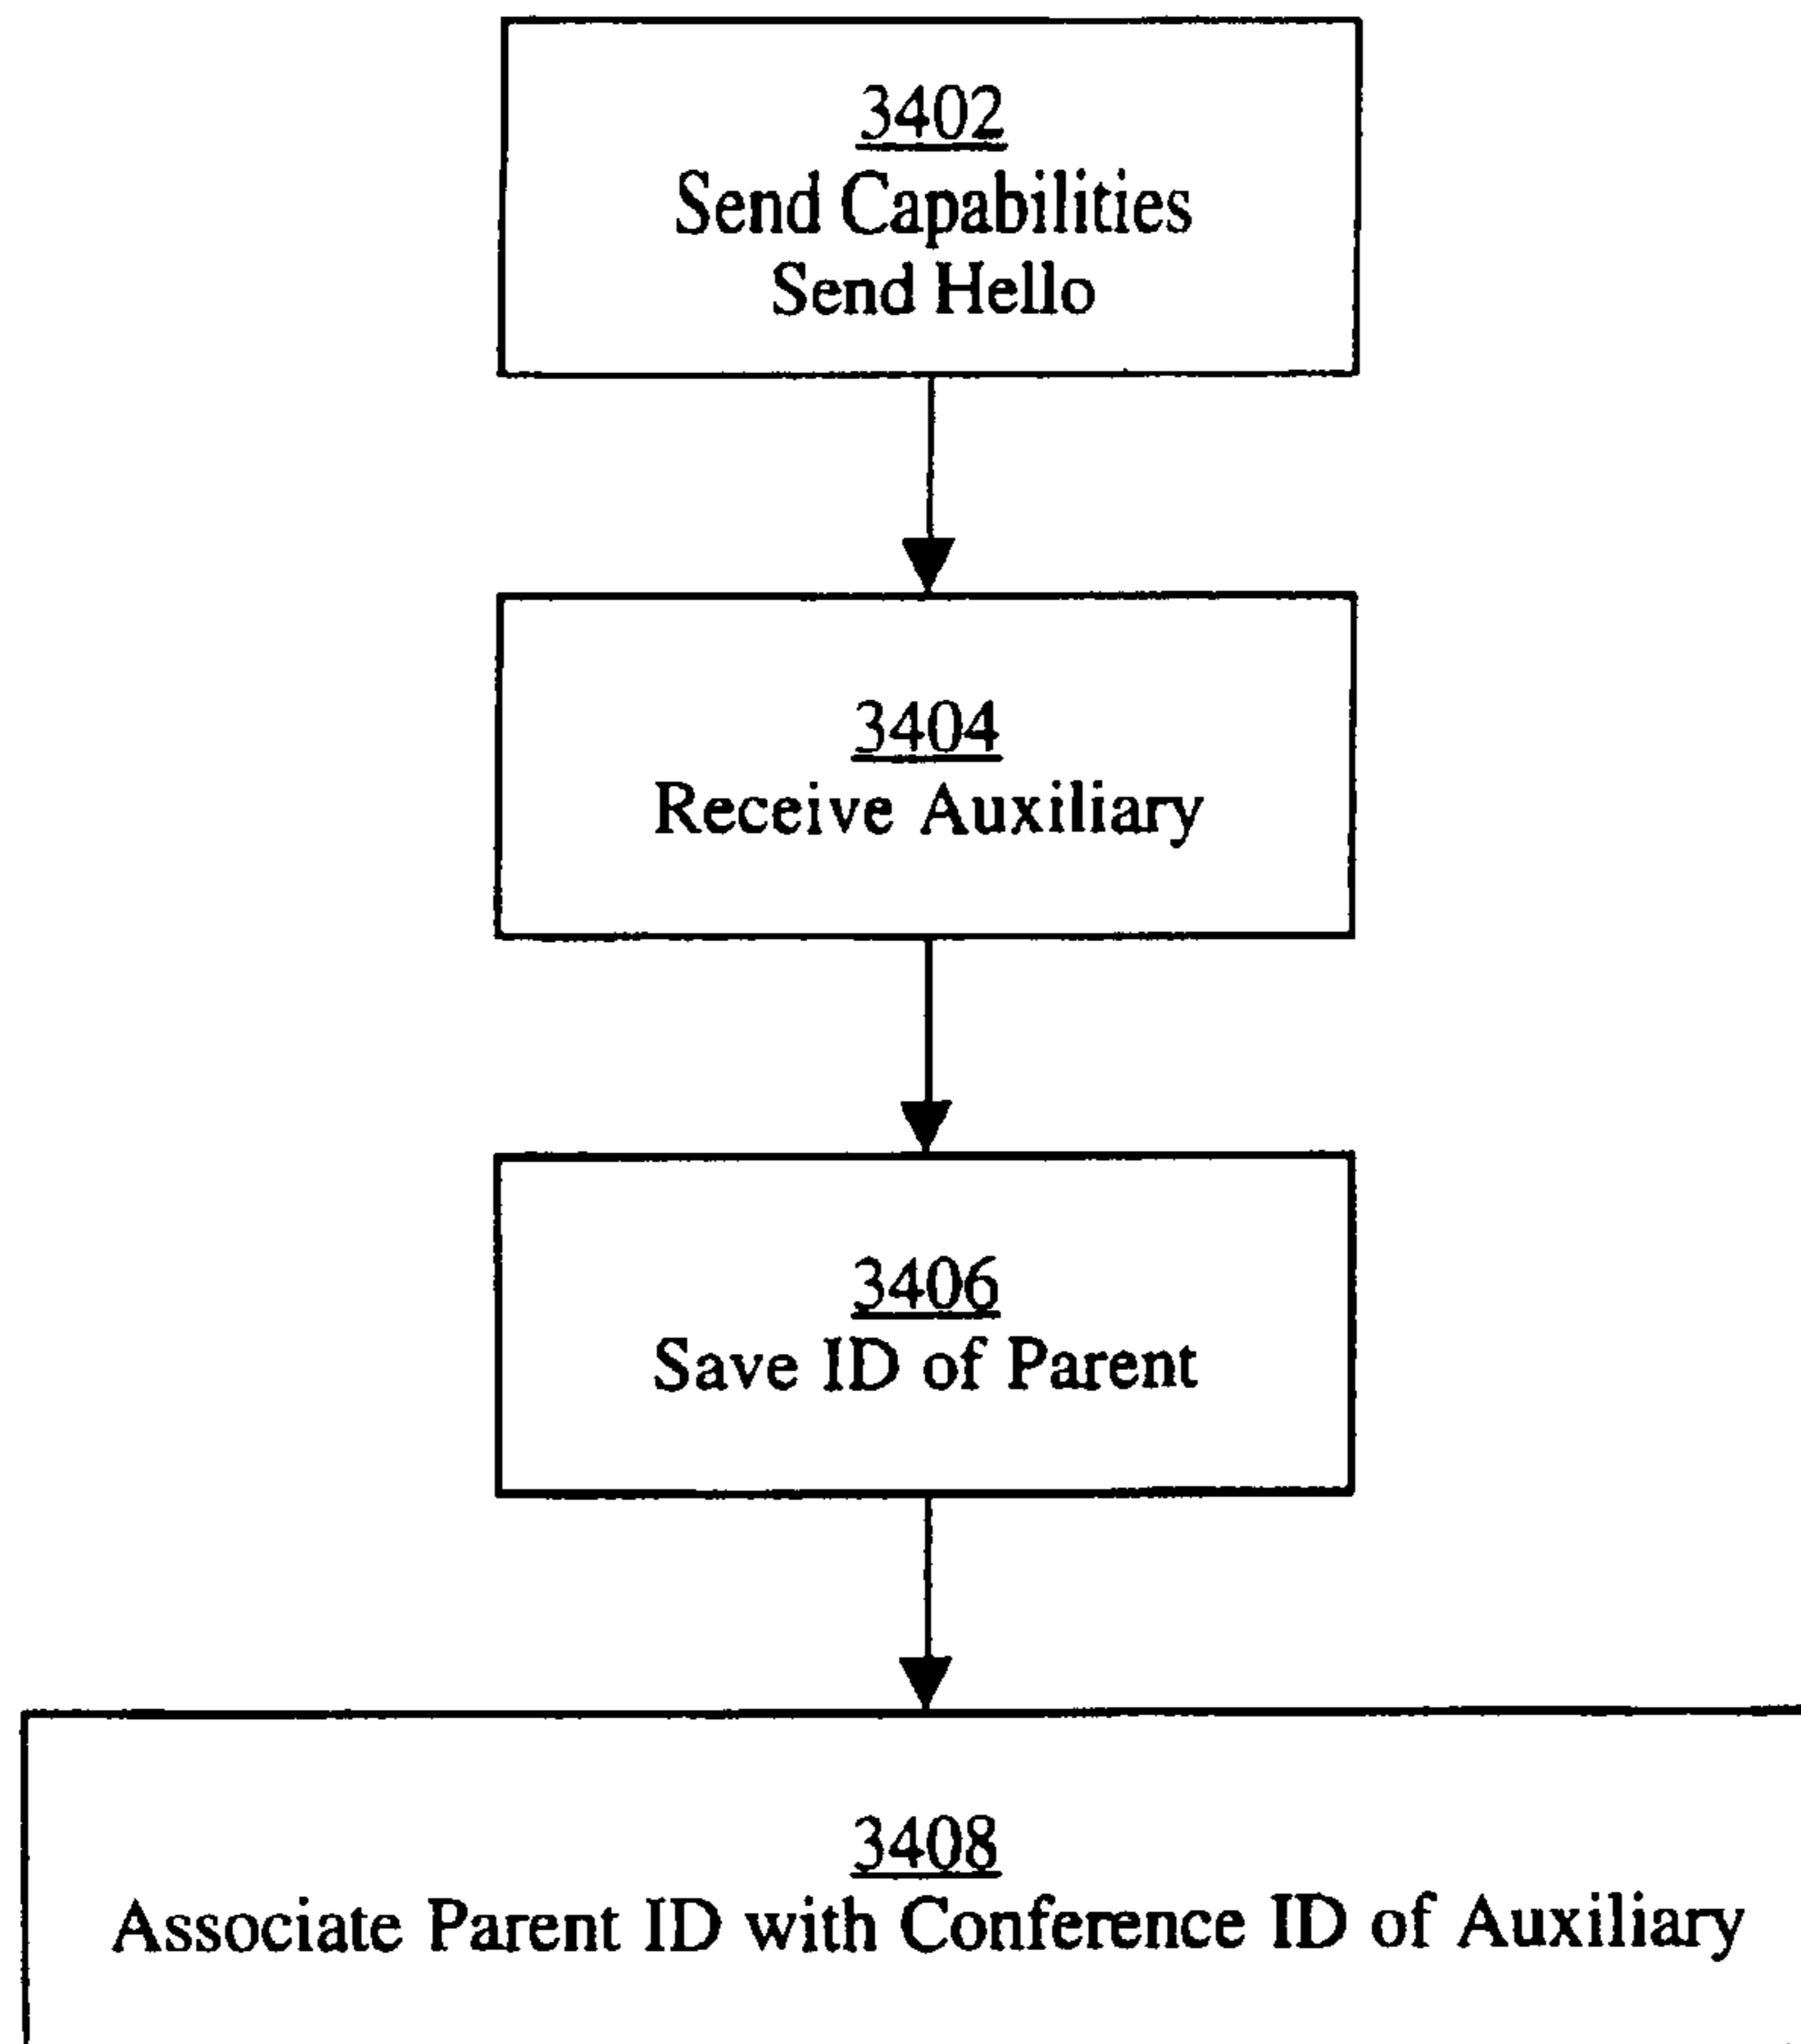 3402
Send Capabilities
Send Hello
3404
Receive Auxiliary
3406
Save ID of Parent
3408
Associate Parent ID with Conference ID of Auxiliary